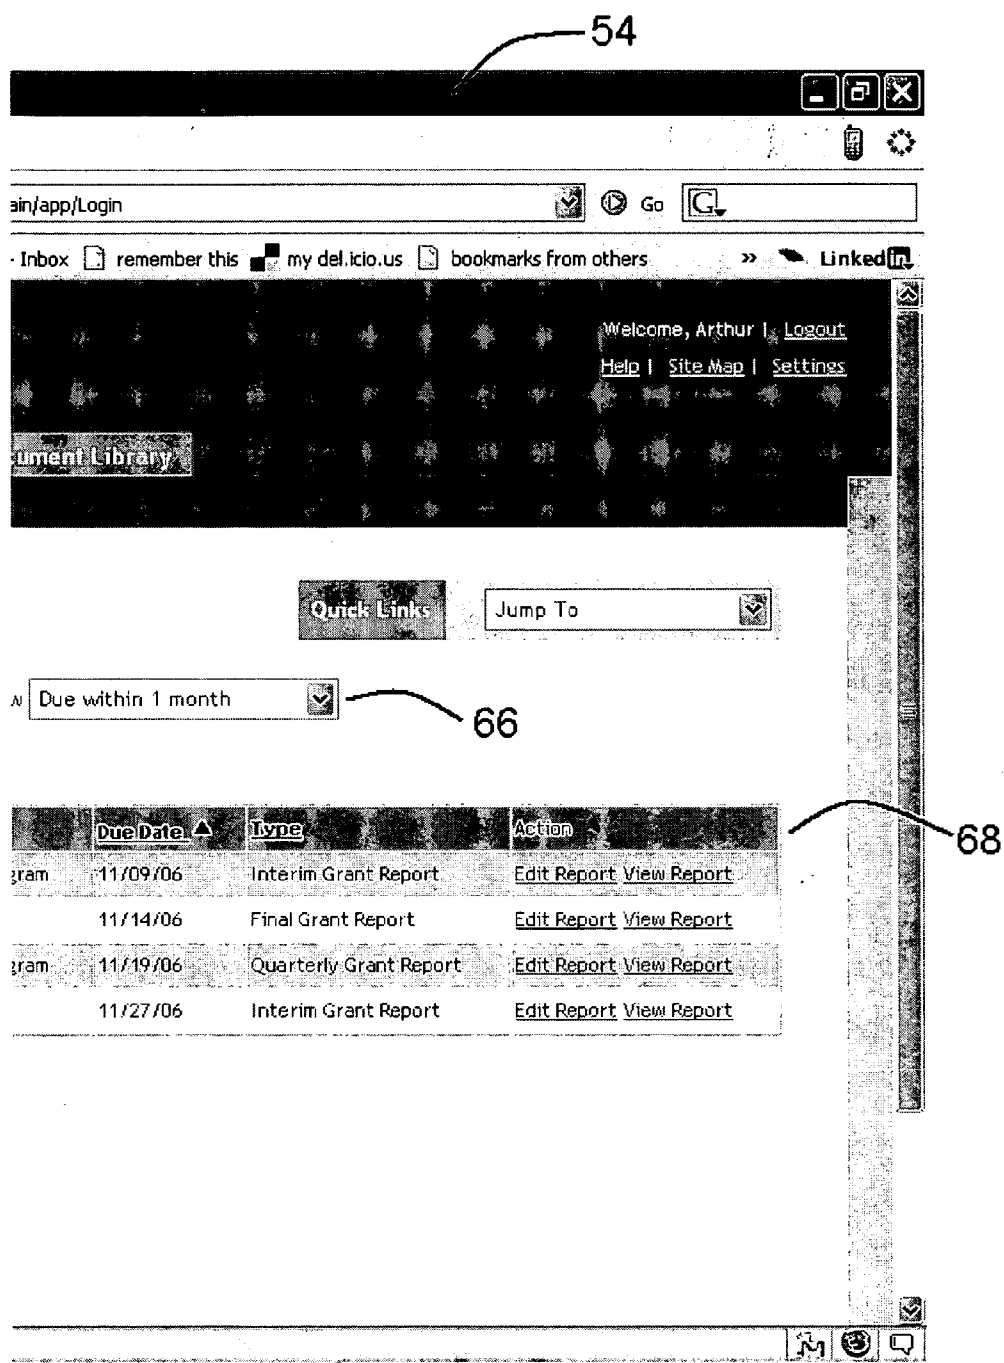 54
ain/app/Login Go G
- Inbox remember this my del.icio.us bookmarks from others » Linked in
Welcome, Arthur | Logout
Help | Site Map | Settings
ument Library
Quick Links Jump To
w Due within 1 month
66
Due Date ▲ Type Action
68
gram 11/09/06 Interim Grant Report Edit Report View Report
11/14/06 Final Grant Report Edit Report View Report
gram 11/19/06 Quarterly Grant Report Edit Report View Report
11/27/06 Interim Grant Report Edit Report View Report